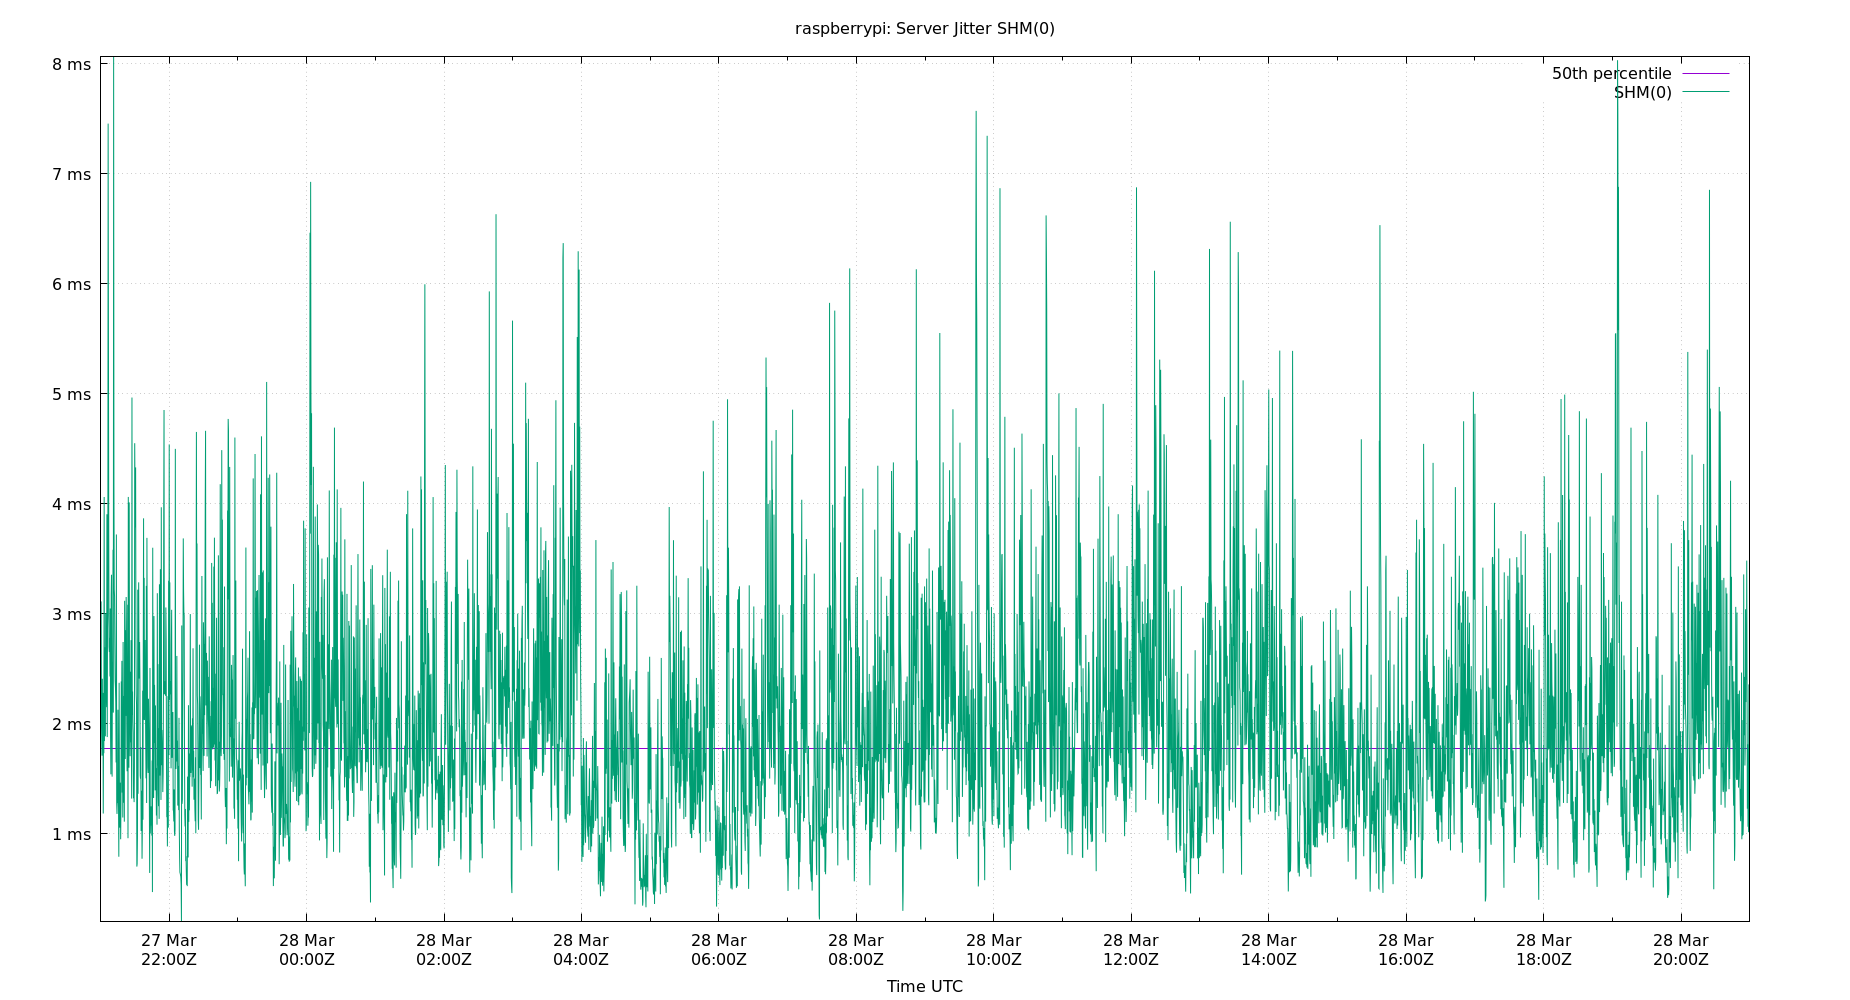 raspberrypi: Server Jitter SHM(0)
8 ms
7 ms
6 ms
5 ms
4 ms
3 ms
2 ms
1 ms
50th percentile
SHM(0)
27 Mar 28 Mar 28 Mar 28 Mar 28 Mar 28 Mar 28 Mar 28 Mar 28 Mar 28 Mar 28 Mar 28 Mar
22:00Z 00:00Z 02:00Z 04:00Z 06:00Z 08:00Z 10:00Z 12:00Z 14:00Z 16:00Z 18:00Z 20:00Z
Time UTC